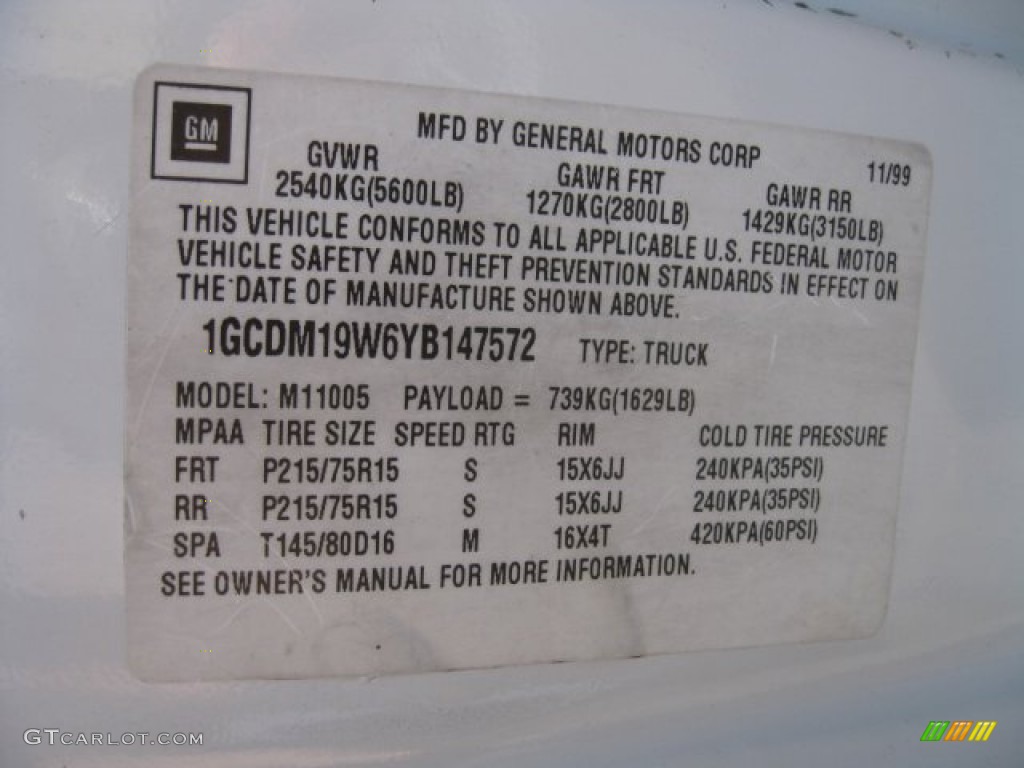 GM
MFD BY GENERAL MOTORS CORP 11/99
GVWR GAWR FRT GAWR RR
2540KG(5600LB) 1270KG(2800LB) 1429KG(3150LB)
THIS VEHICLE CONFORMS TO ALL APPLICABLE U.S. FEDERAL MOTOR
VEHICLE SAFETY AND THEFT PREVENTION STANDARDS IN EFFECT ON
THE DATE OF MANUFACTURE SHOWN ABOVE.
1GCDM19W6YB147572 TYPE: TRUCK
MODEL: M11005 PAYLOAD = 739KG(1629LB)
MPAA TIRE SIZE SPEED RTG RIM COLD TIRE PRESSURE
FRT P215/75R15 S 15X6JJ 240KPA(35PSI)
RR P215/75R15 S 15X6JJ 240KPA(35PSI)
SPA T145/80D16 M 16X4T 420KPA(60PSI)
SEE OWNER'S MANUAL FOR MORE INFORMATION.
GTCARLOT.COM